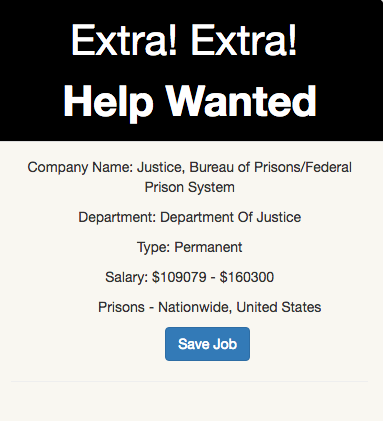 Extra! Extra!
Help Wanted
Company Name: Justice, Bureau of Prisons/Federal
Prison System
Department: Department Of Justice
Type: Permanent
Salary: $109079 - $160300
Prisons - Nationwide, United States
Save Job